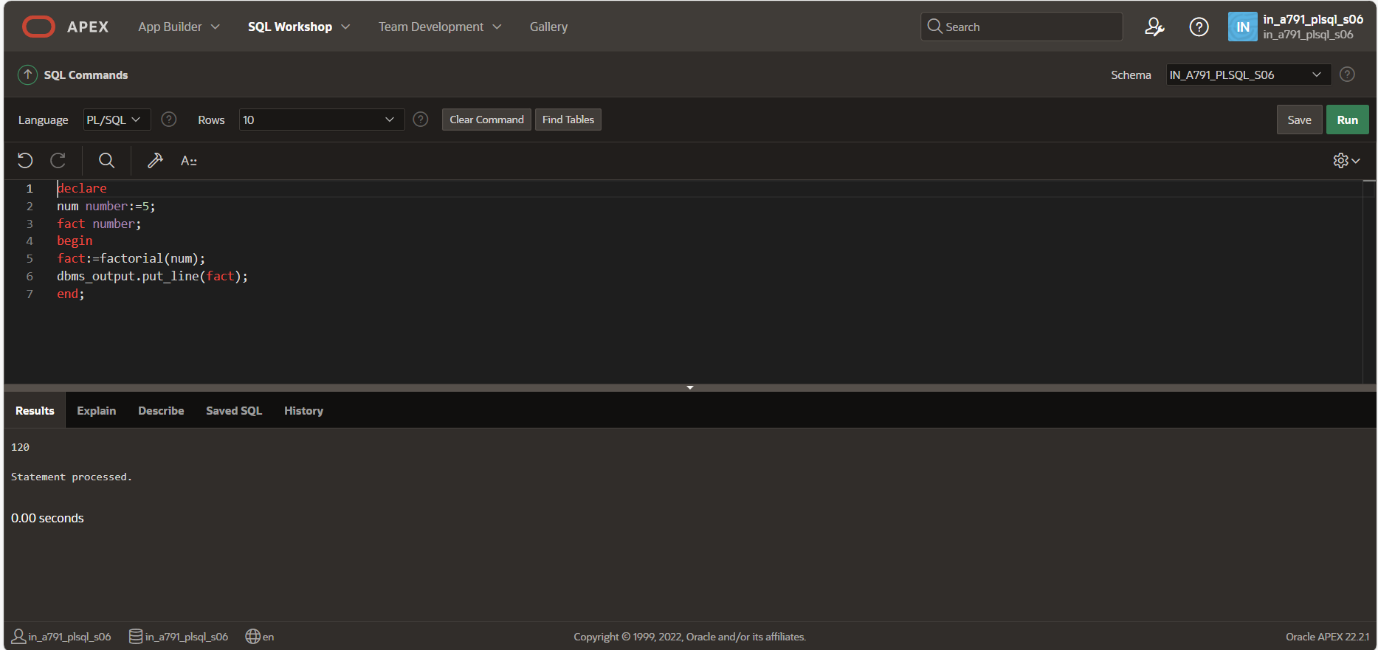 APEX App Builder SQL Workshop Team Development Gallery Search IN in_a791_plsql_s06
in_a791_plsql_s06
SQL Commands Schema IN_A791_PLSQL_S06
Language PL/SQL Rows 10 Clear Command Find Tables Save Run
A::
1 declare
2 num number:=5;
3 fact number;
4 begin
5 fact:=factorial(num);
6 dbms_output.put_line(fact);
7 end;
Results Explain Describe Saved SQL History
120
Statement processed.
0.00 seconds
in_a791_plsql_s06 in_a791_plsql_s06 en Copyright © 1999, 2022, Oracle and/or its affiliates. Oracle APEX 22.2.1